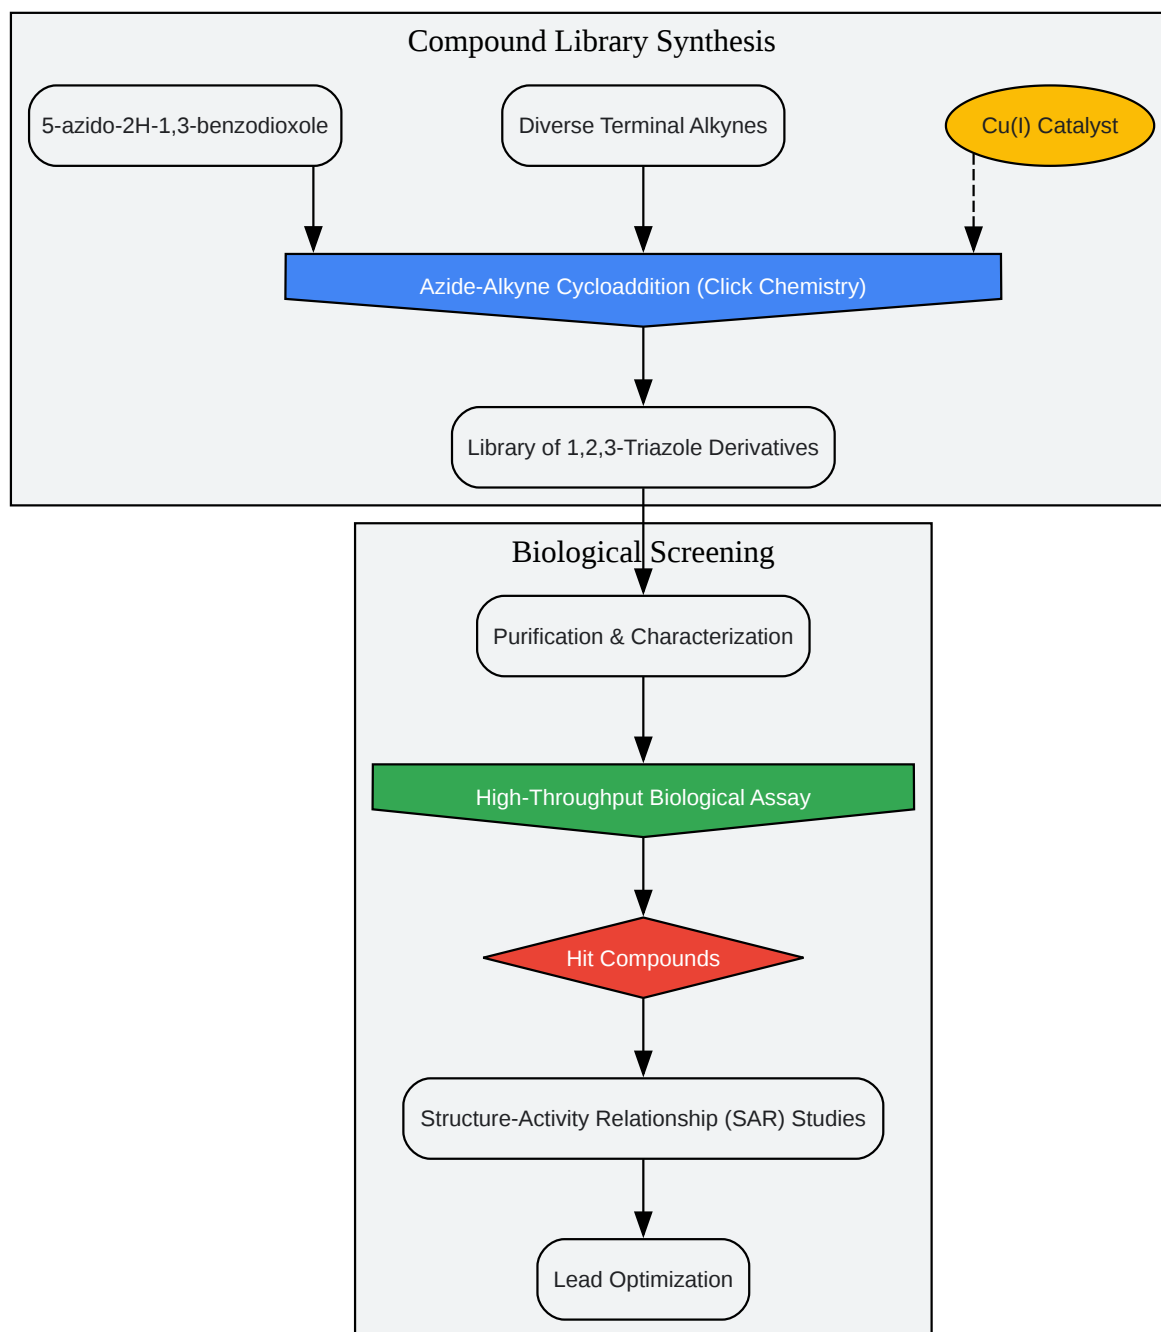 Compound Library Synthesis
5-azido-2H-1,3-benzodioxole
Diverse Terminal Alkynes
Cu(I) Catalyst
Azide-Alkyne Cycloaddition (Click Chemistry)
Library of 1,2,3-Triazole Derivatives
Biological Screening
Purification & Characterization
High-Throughput Biological Assay
Hit Compounds
Structure-Activity Relationship (SAR) Studies
Lead Optimization